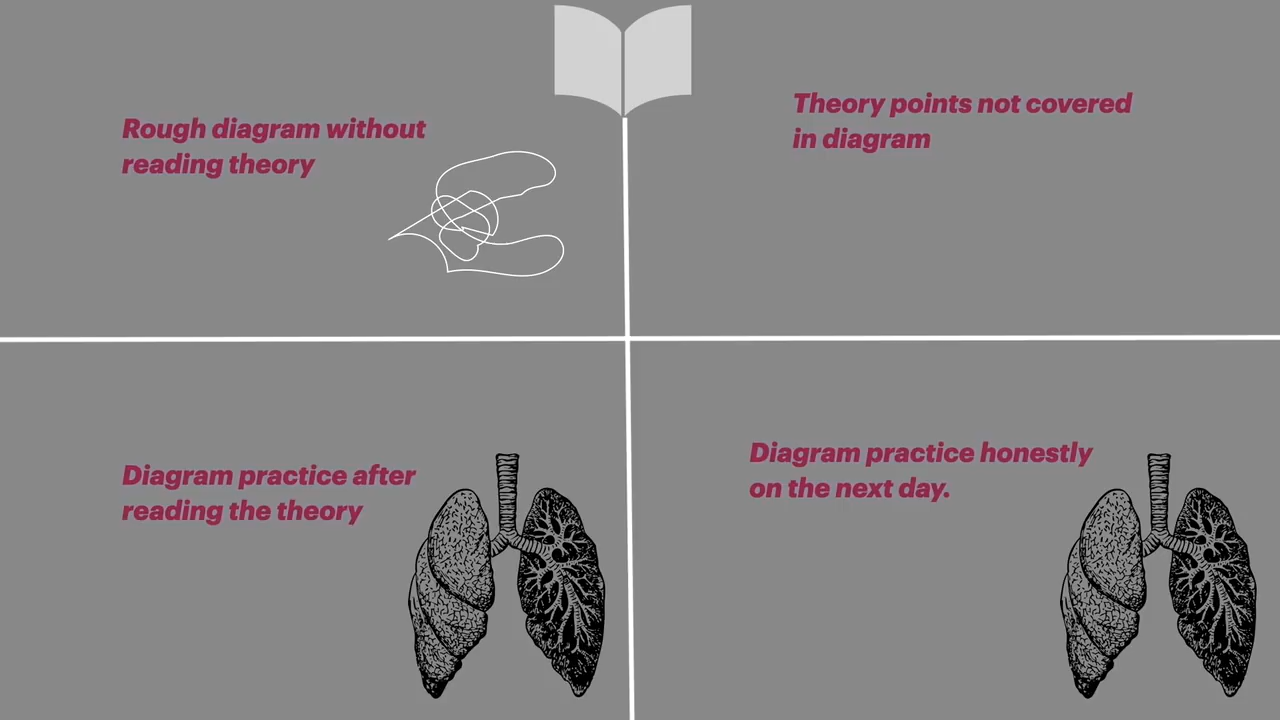 Rough diagram without
reading theory
Theory points not covered
in diagram
Diagram practice after
reading the theory
Diagram practice honestly
on the next day.